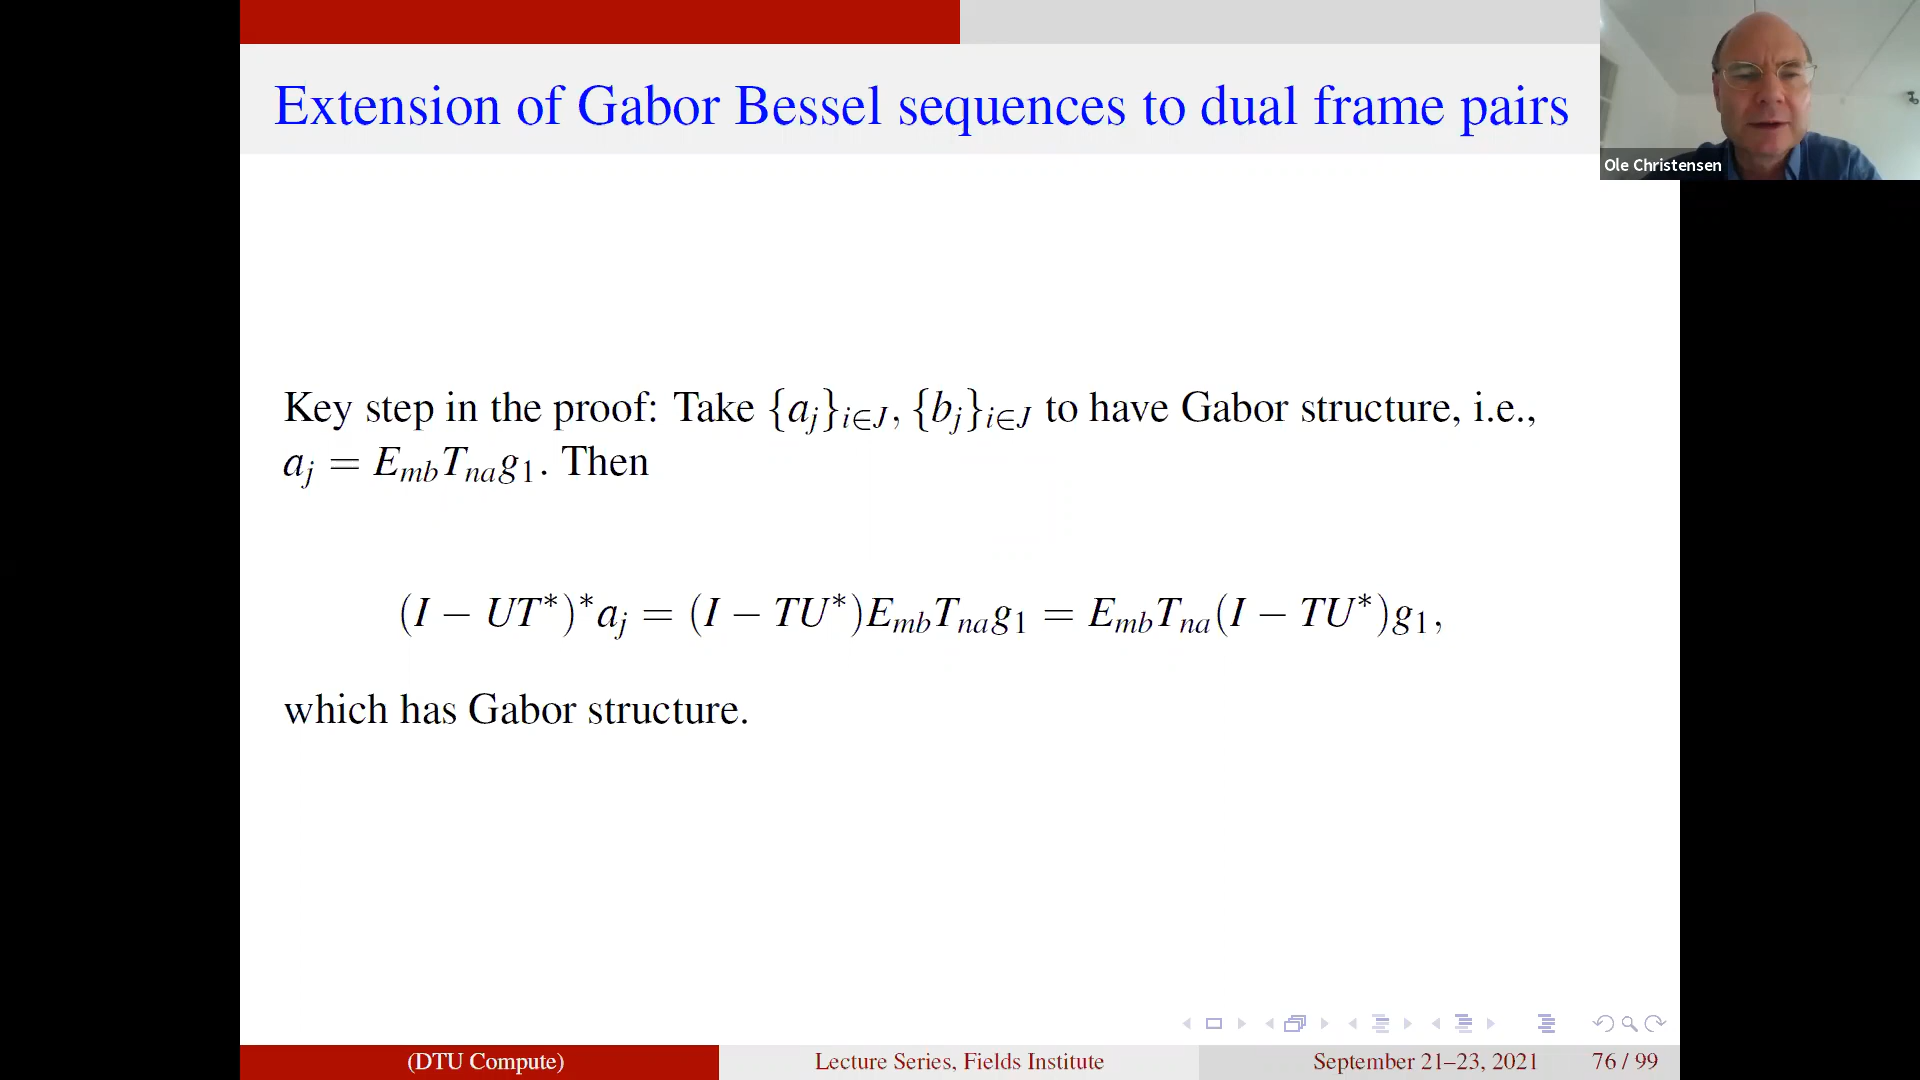 Extension of Gabor Bessel sequences to dual frame pairs
Ole Christensen
Key step in the proof: Take {a_j}_{i∈J}, {b_j}_{i∈J} to have Gabor structure, i.e.,
a_j = E_{mb}T_{na}g_1. Then
(I − UT*)*a_j = (I − TU*)E_{mb}T_{na}g_1 = E_{mb}T_{na}(I − TU*)g_1,
which has Gabor structure.
(DTU Compute) Lecture Series, Fields Institute September 21–23, 2021 76 / 99